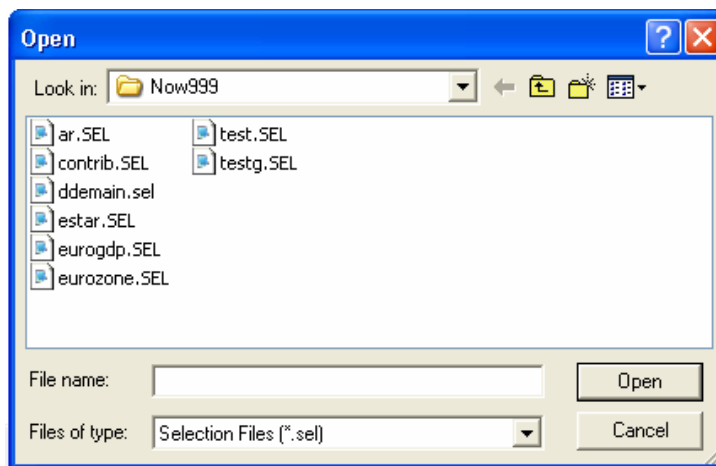 Open
Look in: Now999
ar.SEL
contrib.SEL
ddemain.sel
estar.SEL
eurogdp.SEL
eurozone.SEL
test.SEL
testg.SEL
File name: Open
Files of type: Selection Files (*.sel) Cancel